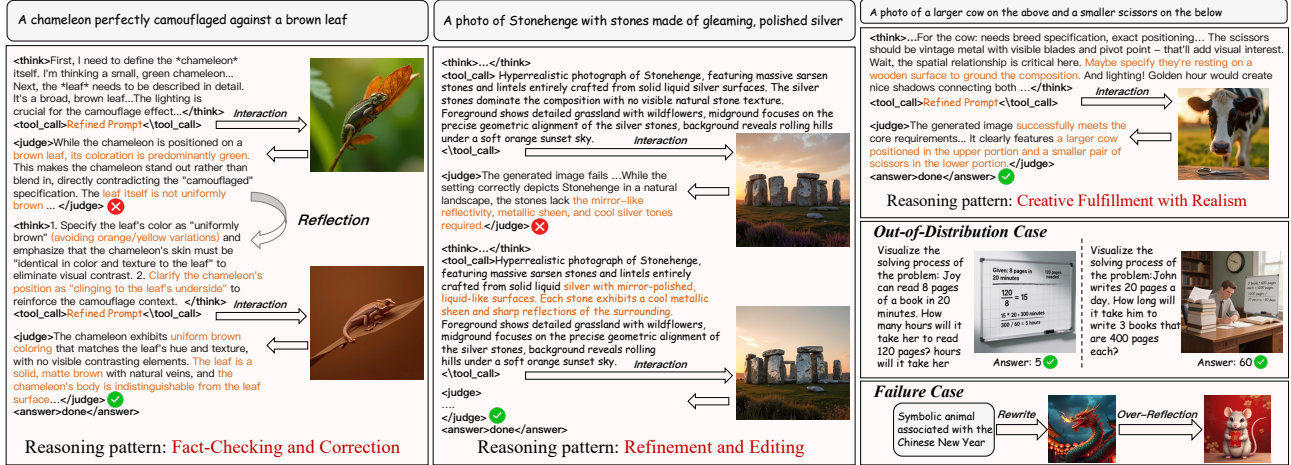 A chameleon perfectly camouflaged against a brown leaf
<think>First, I need to define the *chameleon*
itself. I'm thinking a small, green chameleon...
Next, the *leaf* needs to be described in detail.
It's a broad, brown leaf...The lighting is
crucial for the camouflage effect...</think>
<tool_call>Refined Prompt<\tool_call>
Interaction
<judge>While the chameleon is positioned on a
brown leaf, its coloration is predominantly green.
This makes the chameleon stand out rather than
blend in, directly contradicting the "camouflaged"
specification. The leaf itself is not uniformly
brown ... </judge>
Reflection
<think>1. Specify the leaf's color as "uniformly
brown" (avoiding orange/yellow variations) and
emphasize that the chameleon's skin must be
"identical in color and texture to the leaf" to
eliminate visual contrast. 2. Clarify the chameleon's
position as "clinging to the leaf's underside" to
reinforce the camouflage context. </think>
<tool_call>Refined Prompt<\tool_call>
Interaction
<judge>The chameleon exhibits uniform brown
coloring that matches the leaf's hue and texture,
with no visible contrasting elements. The leaf is a
solid, matte brown with natural veins, and the
chameleon's body is indistinguishable from the leaf
surface...</judge>
<answer>done</answer>
Reasoning pattern: Fact-Checking and Correction
A photo of Stonehenge with stones made of gleaming, polished silver
<think>...</think>
<tool_call> Hyperrealistic photograph of Stonehenge, featuring massive sarsen
stones and lintels entirely crafted from solid liquid silver surfaces. The silver
stones dominate the composition with no visible natural stone texture.
Foreground shows detailed grassland with wildflowers, midground focuses on the
precise geometric alignment of the silver stones, background reveals rolling hills
under a soft orange sunset sky.
<\tool_call>
Interaction
<judge>The generated image fails ...While the
setting correctly depicts Stonehenge in a natural
landscape, the stones lack the mirror-like
reflectivity, metallic sheen, and cool silver tones
required.</judge>
<think>...</think>
<tool_call>Hyperrealistic photograph of Stonehenge,
featuring massive sarsen stones and lintels entirely
crafted from solid liquid silver with mirror-polished,
liquid-like surfaces. Each stone exhibits a cool metallic
sheen and sharp reflections of the surrounding.
Foreground shows detailed grassland with wildflowers,
midground focuses on the precise geometric alignment of
the silver stones, background reveals rolling
hills under a soft orange sunset sky.
<\tool_call>
Interaction
<judge>
....
</judge>
<answer>done</answer>
Reasoning pattern: Refinement and Editing
A photo of a larger cow on the above and a smaller scissors on the below
<think>...For the cow: needs breed specification, exact positioning... The scissors
should be vintage metal with visible blades and pivot point – that'll add visual interest.
Wait, the spatial relationship is critical here. Maybe specify they're resting on a
wooden surface to ground the composition. And lighting! Golden hour would create
nice shadows connecting both ...</think>
<tool_call>Refined Prompt<\tool_call>
Interaction
<judge>The generated image successfully meets the
core requirements... It clearly features a larger cow
positioned in the upper portion and a smaller pair of
scissors in the lower portion.</judge>
<answer>done</answer>
Reasoning pattern: Creative Fulfillment with Realism
Out-of-Distribution Case
Visualize the
solving process of
the problem: Joy
can read 8 pages
of a book in 20
minutes. How
many hours will it
take her to read
120 pages? hours
will it take her
Given: 8 pages in
20 minutes
120 pages
needed
120
8
= 15
15 * 20 = 300 minutes
300 / 60 = 5 hours
Answer: 5
Visualize the
solving process of
the problem:John
writes 20 pages a
day. How long will
it take him to
write 3 books that
are 400 pages
each?
Answer: 60
Failure Case
Symbolic animal
associated with the
Chinese New Year
Rewrite
Over-Reflection